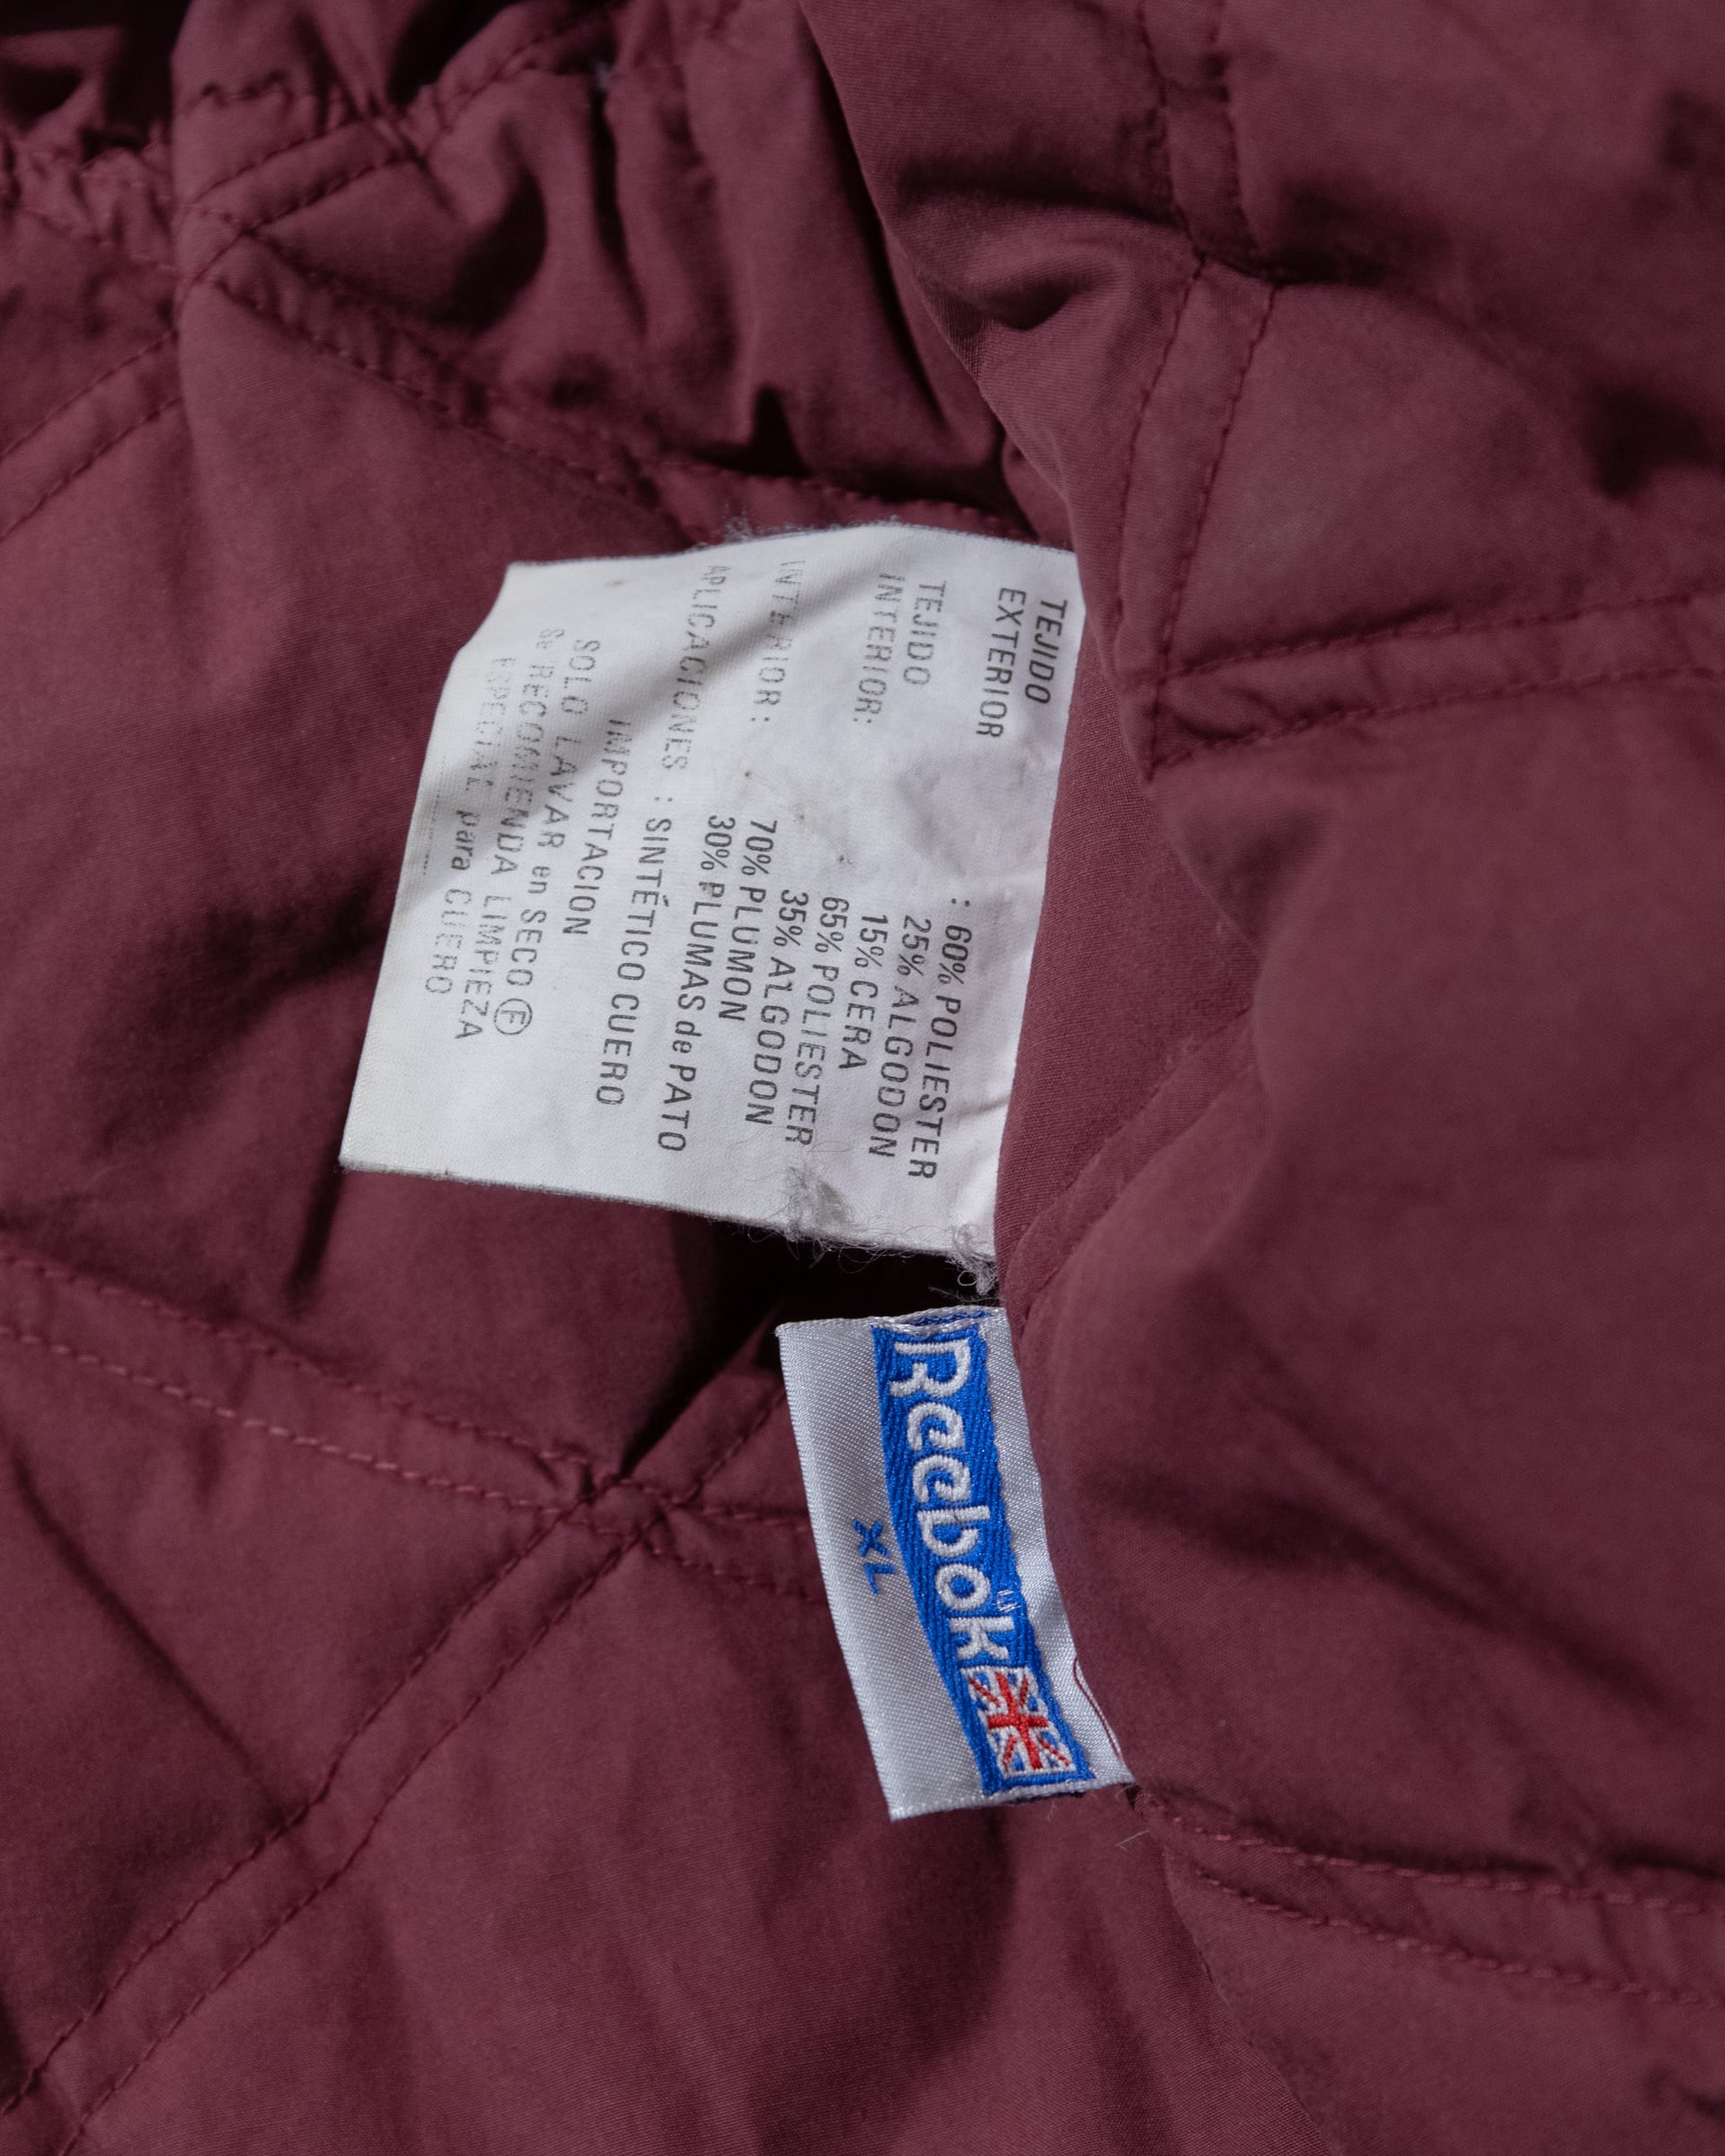 TEJIDO
EXTERIOR : 60% POLIESTER
25% ALGODON
15% CERA
TEJIDO
INTERIOR: 65% POLIESTER
35% ALGODON
INTERIOR: 70% PLUMON
30% PLUMAS de PATO
APLICACIONES : SINTÉTICO CUERO
IMPORTACION
SOLO LAVAR en SECO Ⓕ
Se RECOMIENDA LIMPIEZA
ESPECIAL para CUERO
Reebok
XL